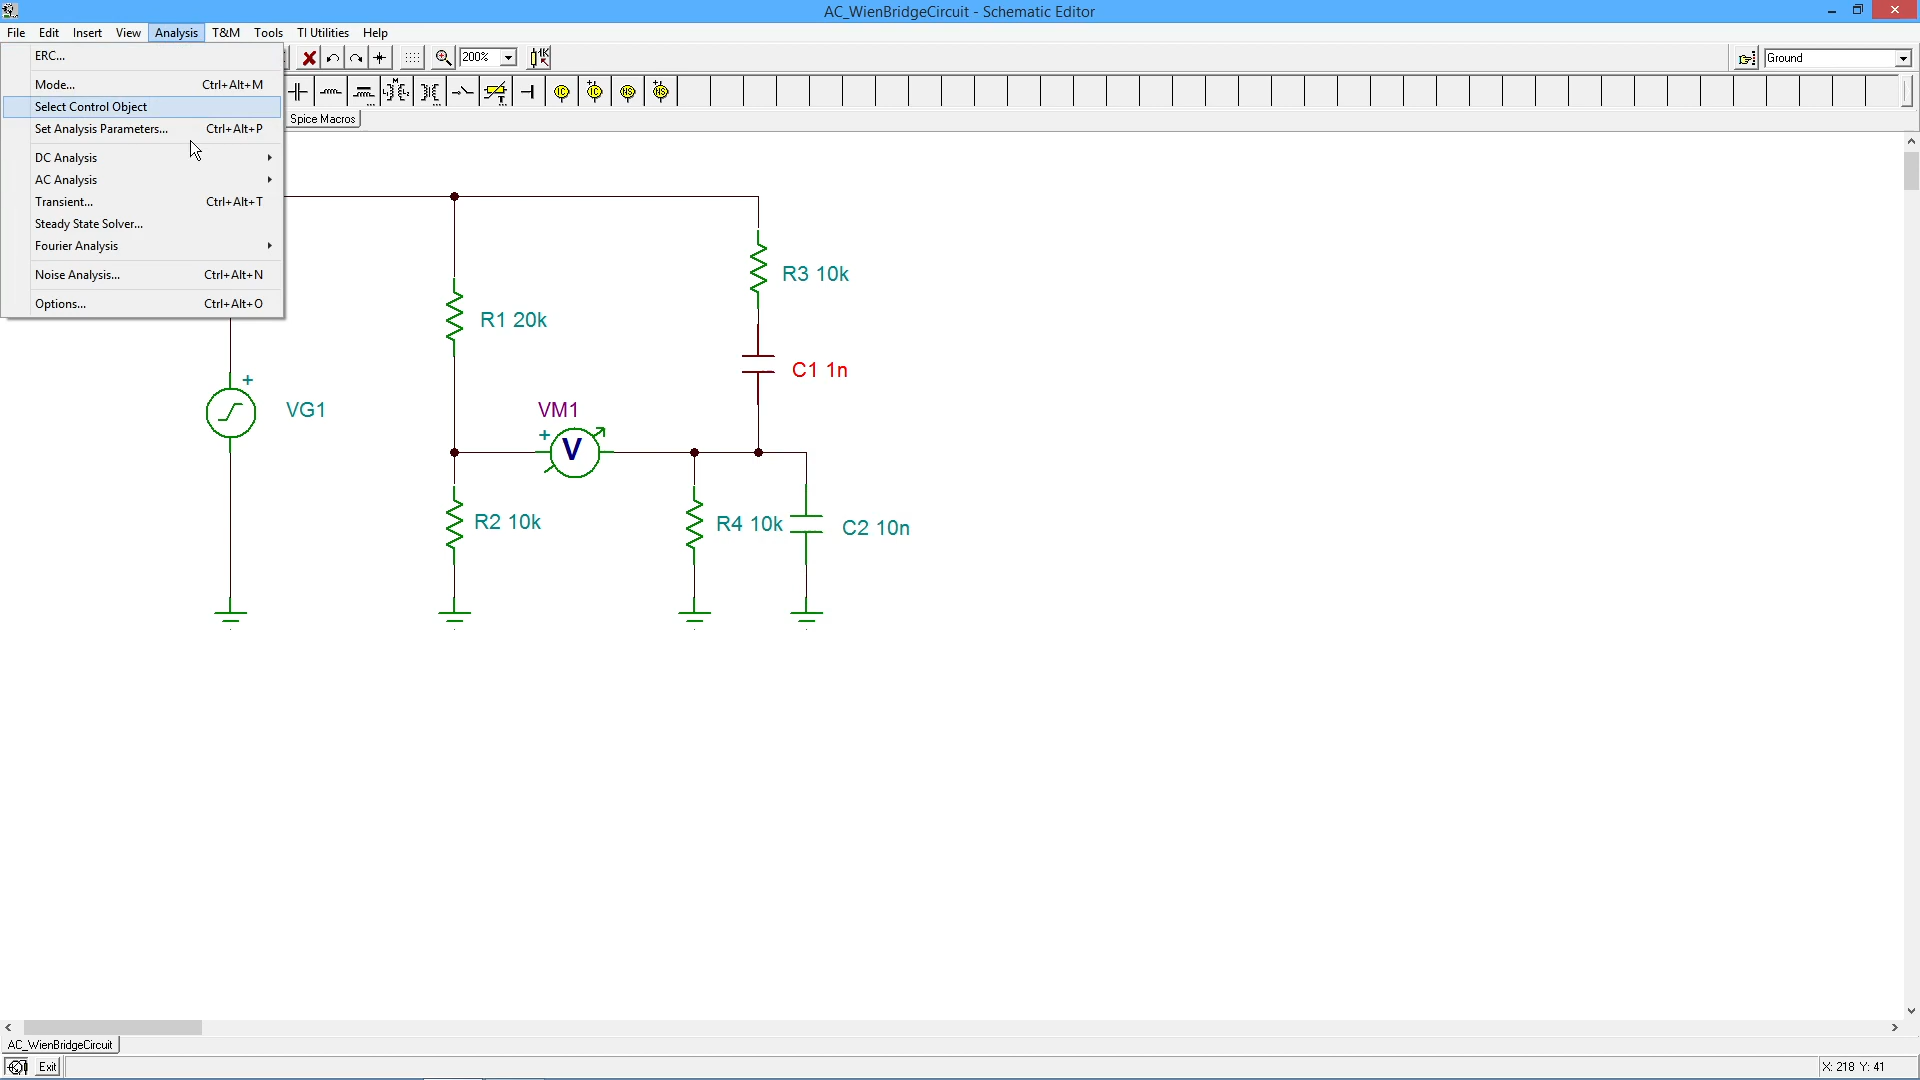 AC_WienBridgeCircuit - Schematic Editor
File Edit Insert View Analysis T&M Tools TI Utilities Help
ERC...
200%
Ground
Mode... Ctrl+Alt+M
Select Control Object
Set Analysis Parameters... Ctrl+Alt+P
Spice Macros
DC Analysis
AC Analysis
Transient... Ctrl+Alt+T
Steady State Solver...
Fourier Analysis
Noise Analysis... Ctrl+Alt+N
Options... Ctrl+Alt+O
R3 10k
R1 20k
C1 1n
+
VG1
VM1
+
V
R2 10k
R4 10k
C2 10n
AC_WienBridgeCircuit
Exit
X: 218 Y: 41